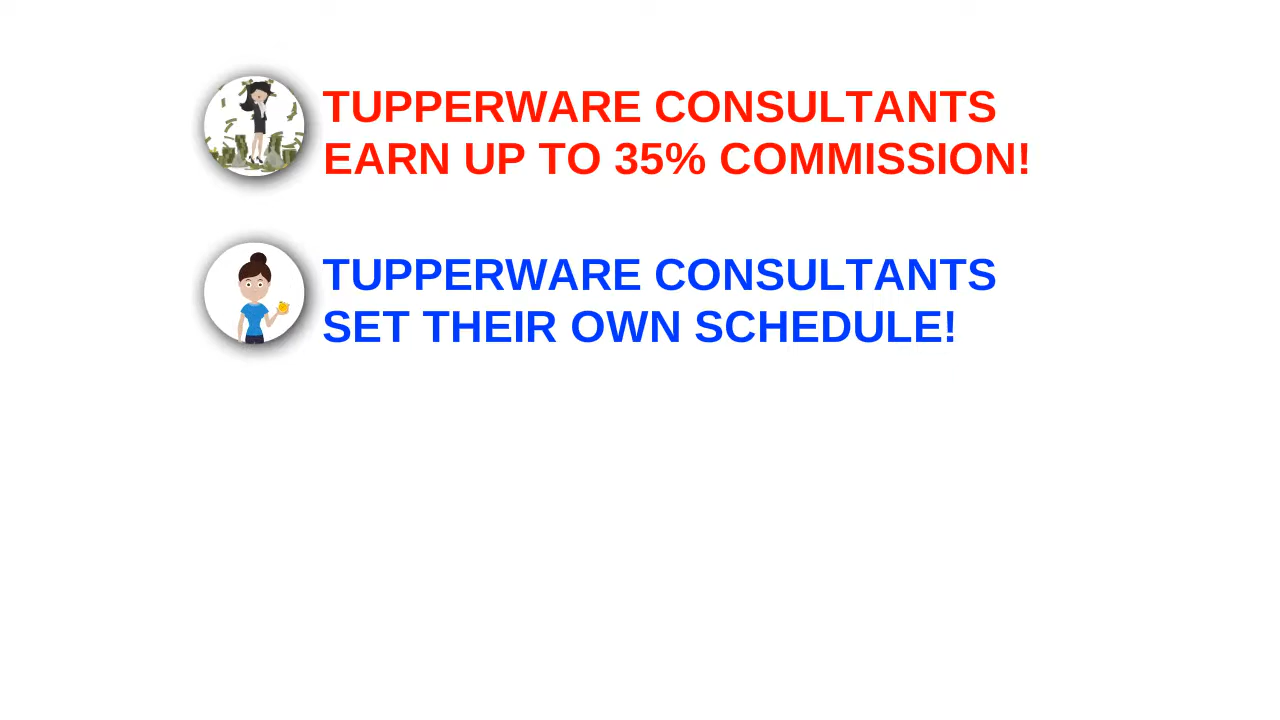 TUPPERWARE CONSULTANTS
EARN UP TO 35% COMMISSION!
TUPPERWARE CONSULTANTS
SET THEIR OWN SCHEDULE!